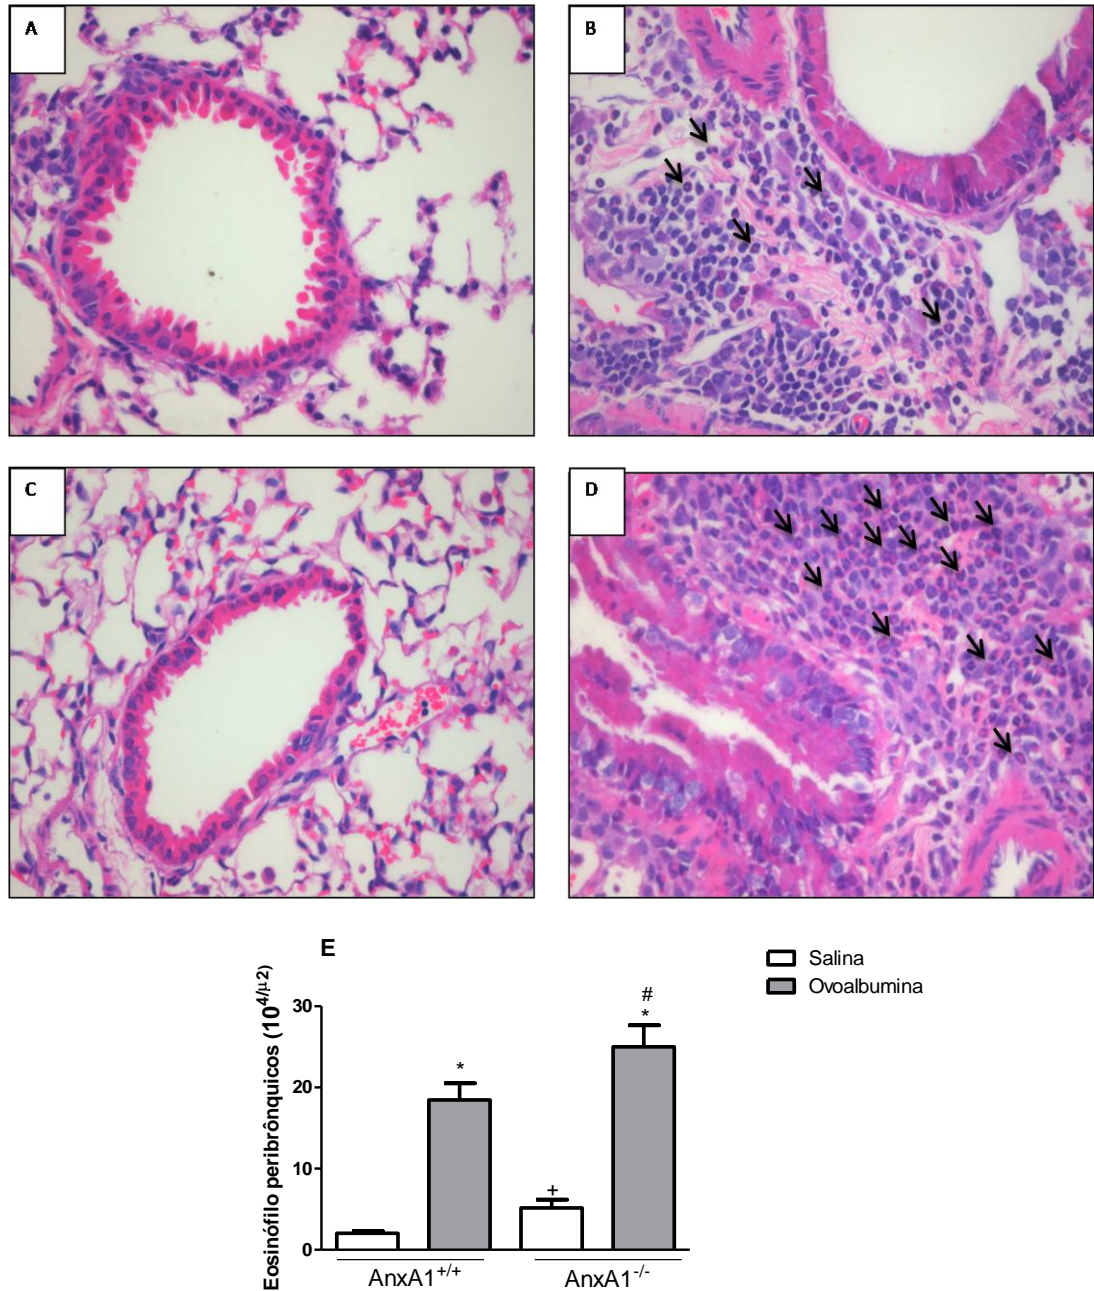 A
B
C
D
E
Salina
Ovoalbumina
Eosinófilo peribrônquicos (10^4/µ2)
30
20
10
0
*
+
#
*
AnxA1^+/+
AnxA1^-/-